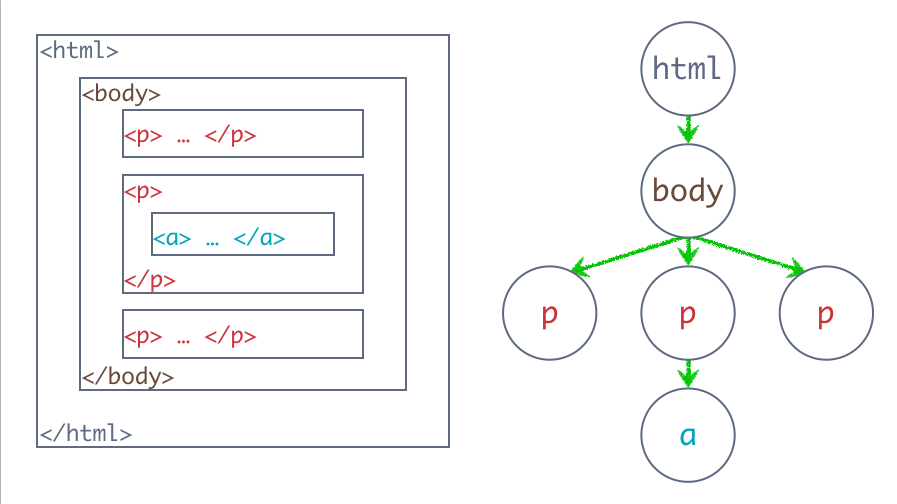 <html>
<body>
<p> … </p>
<p>
<a> … </a>
</p>
<p> … </p>
</body>
</html>
html
body
p
p
p
a